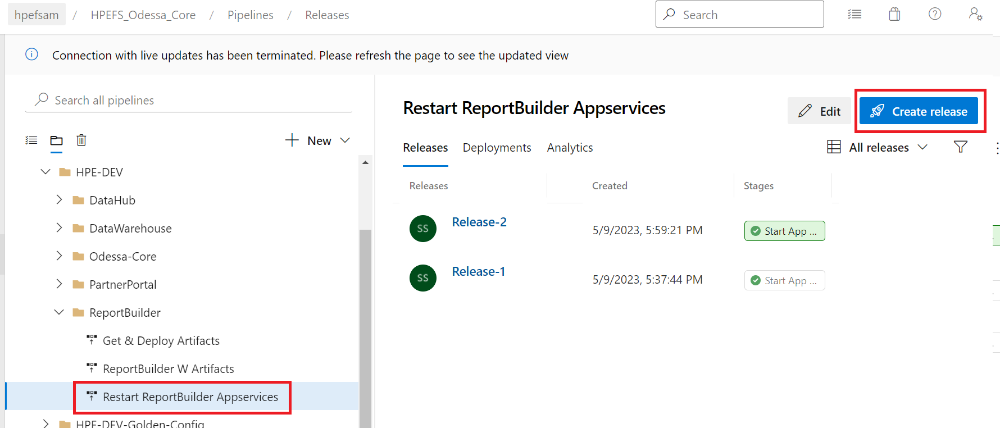 hpefsam / HPEFS_Odessa_Core / Pipelines / Releases
Search
Connection with live updates has been terminated. Please refresh the page to see the updated view
Search all pipelines
New
HPE-DEV
DataHub
DataWarehouse
Odessa-Core
PartnerPortal
ReportBuilder
Get & Deploy Artifacts
ReportBuilder W Artifacts
Restart ReportBuilder Appservices
HPE-DEV-Golden-Config
Restart ReportBuilder Appservices
Edit
Create release
Releases Deployments Analytics
All releases
Releases Created Stages
SS Release-2 5/9/2023, 5:59:21 PM Start App ...
SS Release-1 5/9/2023, 5:37:44 PM Start App ...